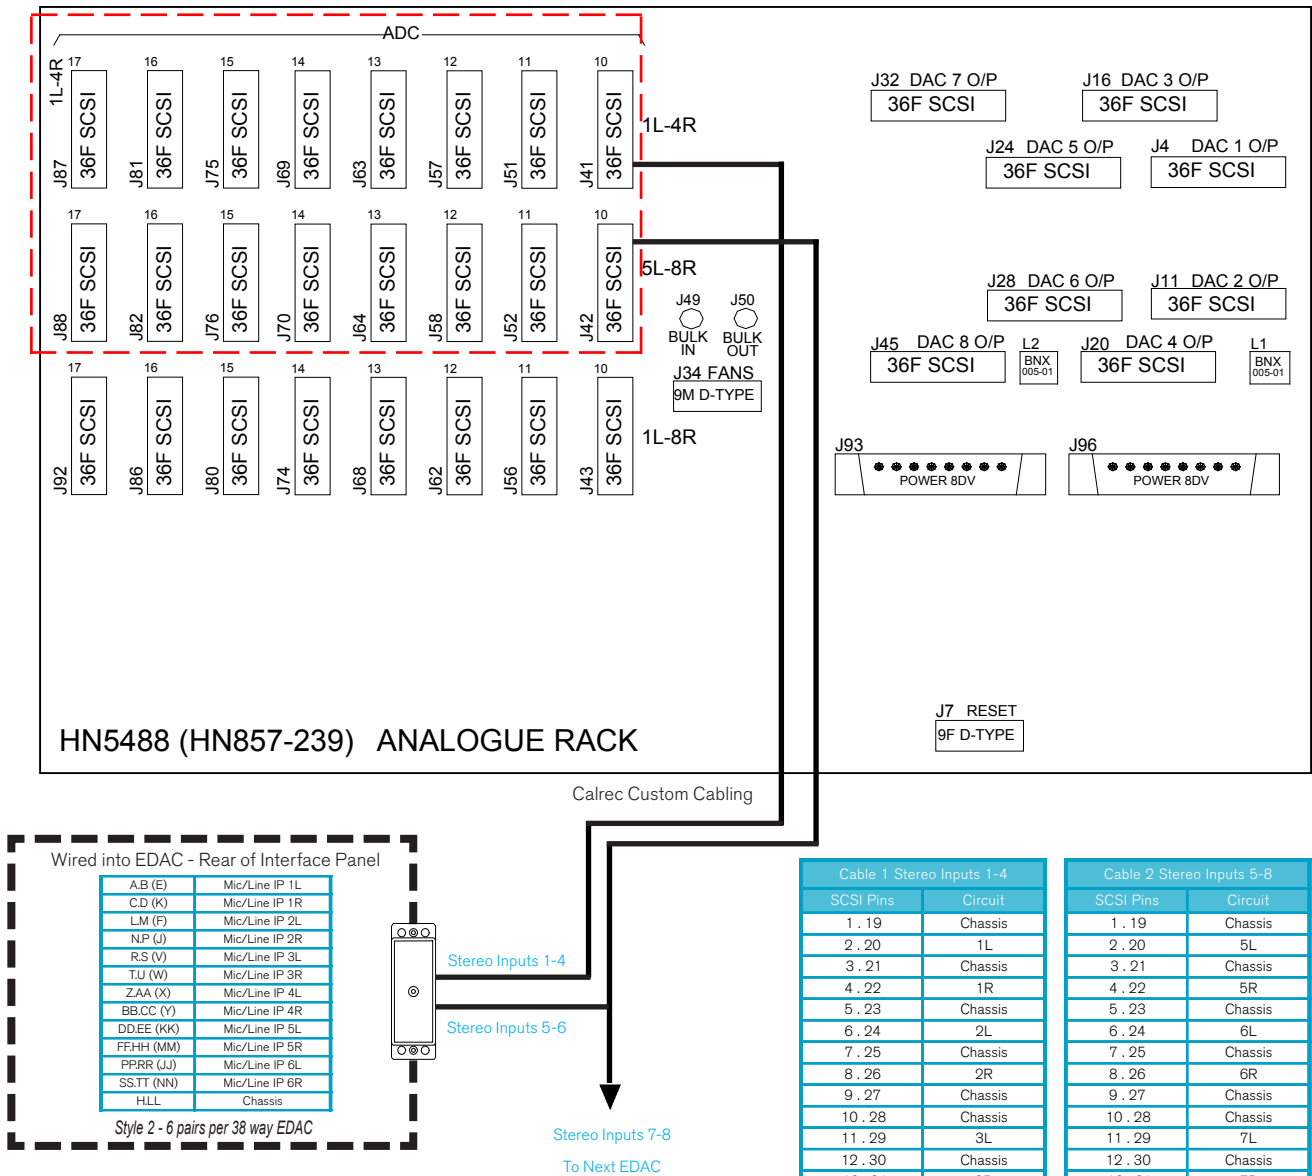 ADC
17 16 15 14 13 12 11 10
1L-4R
J87 36F SCSI J81 36F SCSI J75 36F SCSI J69 36F SCSI J63 36F SCSI J57 36F SCSI J51 36F SCSI J41 36F SCSI
1L-4R
17 16 15 14 13 12 11 10
J88 36F SCSI J82 36F SCSI J76 36F SCSI J70 36F SCSI J64 36F SCSI J58 36F SCSI J52 36F SCSI J42 36F SCSI
5L-8R
17 16 15 14 13 12 11 10
J92 36F SCSI J86 36F SCSI J80 36F SCSI J74 36F SCSI J68 36F SCSI J62 36F SCSI J56 36F SCSI J43 36F SCSI
1L-8R
J49 J50
BULK IN
BULK OUT
J34 FANS
9M D-TYPE
J32 DAC 7 O/P
36F SCSI
J16 DAC 3 O/P
36F SCSI
J24 DAC 5 O/P
36F SCSI
J4 DAC 1 O/P
36F SCSI
J28 DAC 6 O/P
36F SCSI
J11 DAC 2 O/P
36F SCSI
J45 DAC 8 O/P
36F SCSI
L2
BNX
005-01
J20 DAC 4 O/P
36F SCSI
L1
BNX
005-01
J93
POWER 8DV
J96
POWER 8DV
J7 RESET
9F D-TYPE
HN5488 (HN857-239) ANALOGUE RACK
Calrec Custom Cabling
Wired into EDAC - Rear of Interface Panel
A.B (E) Mic/Line IP 1L
C.D (K) Mic/Line IP 1R
L.M (F) Mic/Line IP 2L
N.P (J) Mic/Line IP 2R
R.S (V) Mic/Line IP 3L
T.U (W) Mic/Line IP 3R
Z.AA (X) Mic/Line IP 4L
BB.CC (Y) Mic/Line IP 4R
DD.EE (KK) Mic/Line IP 5L
FF.HH (MM) Mic/Line IP 5R
PP.RR (JJ) Mic/Line IP 6L
SS.TT (NN) Mic/Line IP 6R
H.LL Chassis
Style 2 - 6 pairs per 38 way EDAC
Stereo Inputs 1-4
Stereo Inputs 5-6
Stereo Inputs 7-8
To Next EDAC
Cable 1 Stereo Inputs 1-4
SCSI Pins Circuit
1 . 19 Chassis
2 . 20 1L
3 . 21 Chassis
4 . 22 1R
5 . 23 Chassis
6 . 24 2L
7 . 25 Chassis
8 . 26 2R
9 . 27 Chassis
10 . 28 Chassis
11 . 29 3L
12 . 30 Chassis
Cable 2 Stereo Inputs 5-8
SCSI Pins Circuit
1 . 19 Chassis
2 . 20 5L
3 . 21 Chassis
4 . 22 5R
5 . 23 Chassis
6 . 24 6L
7 . 25 Chassis
8 . 26 6R
9 . 27 Chassis
10 . 28 Chassis
11 . 29 7L
12 . 30 Chassis